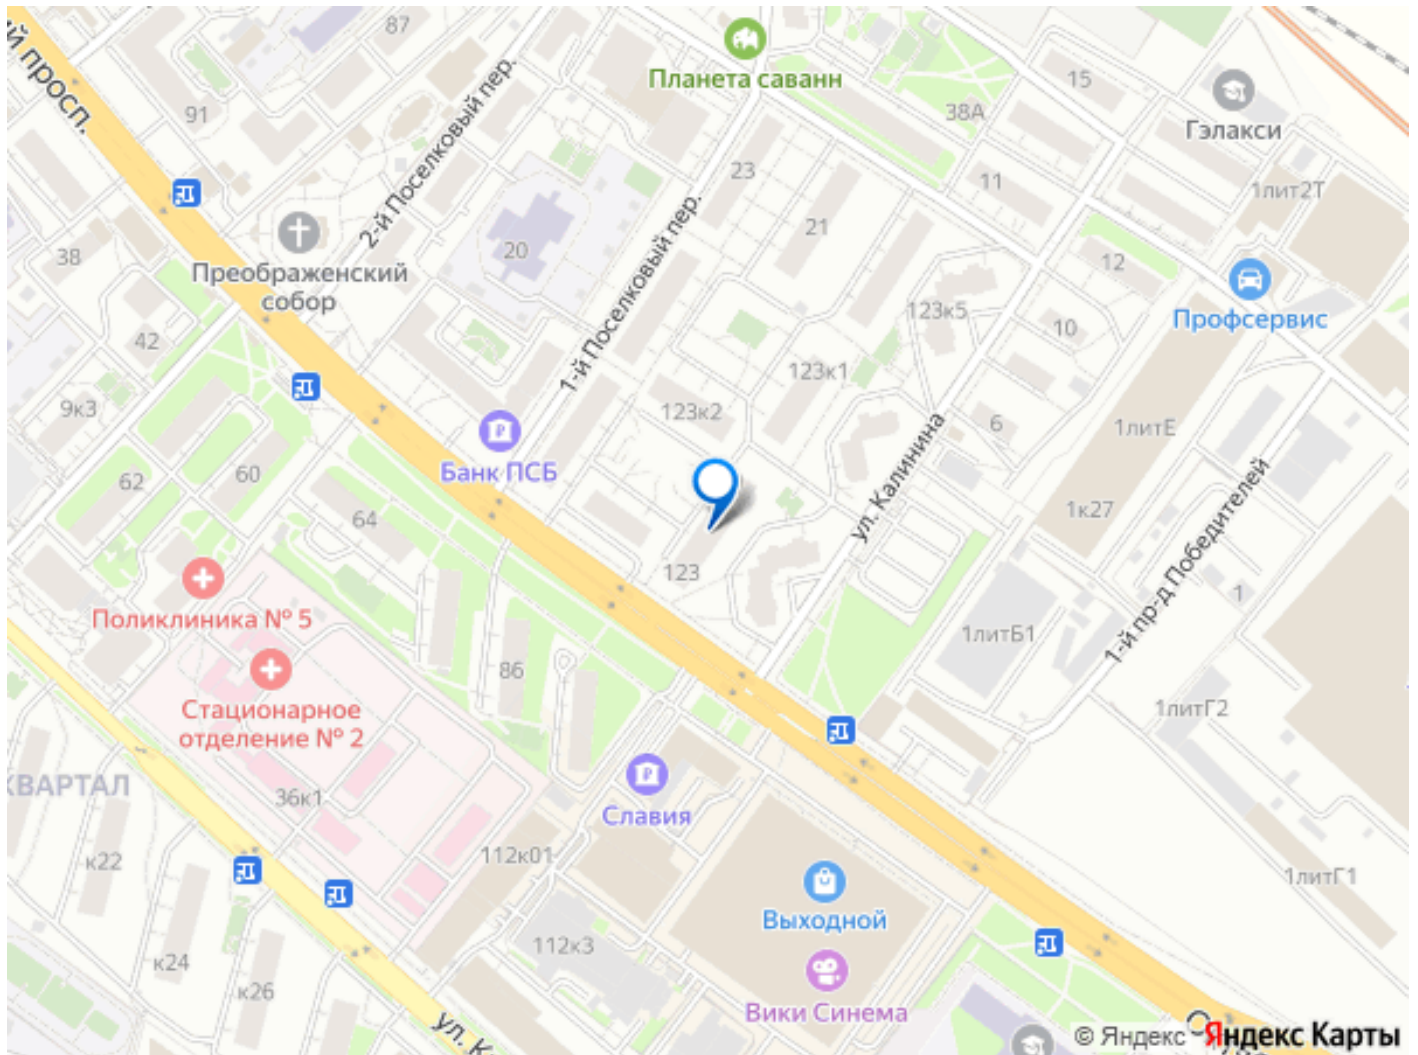 й просп.
87
Планета саванн
15
38А
Гэлакси
91
2-й Поселковый пер.
23
11
1лит2Т
1-й Поселковый пер.
20
21
38
Преображенский
собор
12
123к5
Профсервис
10
42
123к1
9к3
123к2
6
1литЕ
Банк ПСБ
ул. Калинина
62
60
64
1к27
1-й пр-д Победителей
123
1
Поликлиника № 5
1литБ1
86
Стационарное
отделение № 2
1литГ2
КВАРТАЛ
36к1
Славия
к22
112к01
1литГ1
Выходной
112к3
к24
к26
Вики Синема
ул. К
© Яндекс
Яндекс Карты